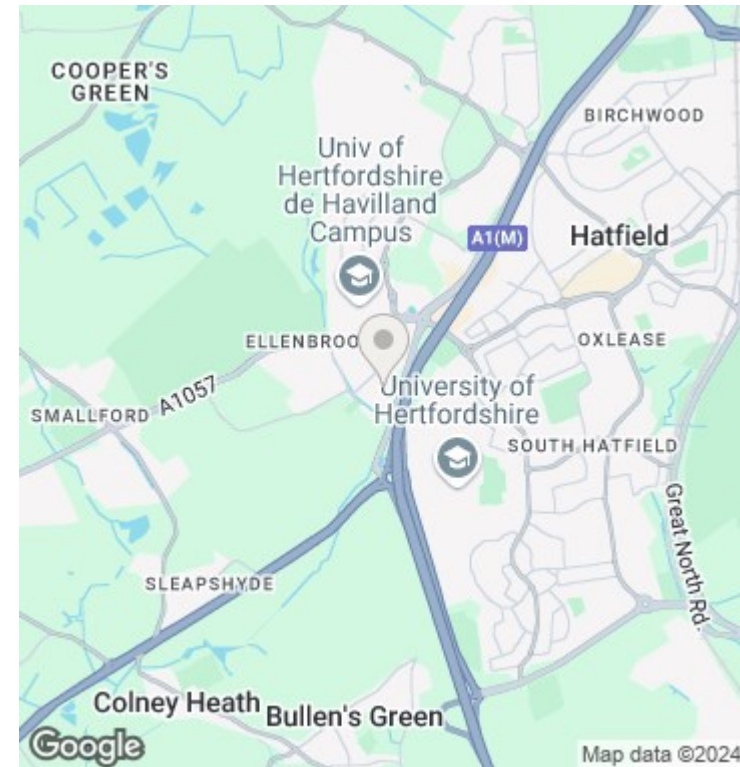 COOPER'S
GREEN
BIRCHWOOD
Univ of
Hertfordshire
de Havilland
Campus
A1(M)
Hatfield
ELLENBROO
OXLEASE
A1057
University of
Hertfordshire
SMALLFORD
SOUTH HATFIELD
Great North Rd.
SLEAPSHYDE
Colney Heath
Bullen's Green
Google
Map data ©2024